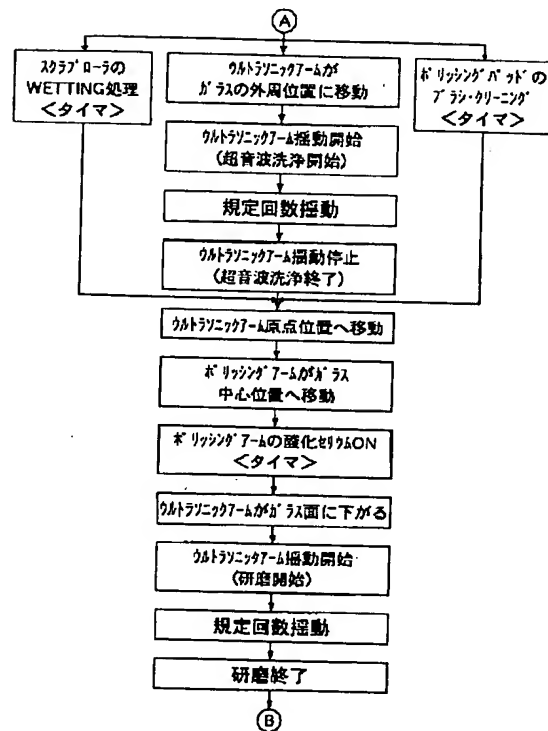 A
スクラブローラの
WETTING処理
<タイマ>
ウルトラソニックアームが
ガラスの外周位置に移動
ポリッシングパッドの
ブラシ・クリーニング
<タイマ>
ウルトラソニックアーム揺動開始
(超音波洗浄開始)
規定回数揺動
ウルトラソニックアーム揺動停止
(超音波洗浄終了)
ウルトラソニックアーム原点位置へ移動
ポリッシングアームがガラス
中心位置へ移動
ポリッシングアームの酸化セリウムON
<タイマ>
ウルトラソニックアームがガラス面に下がる
ウルトラソニックアーム揺動開始
(研磨開始)
規定回数揺動
研磨終了
B